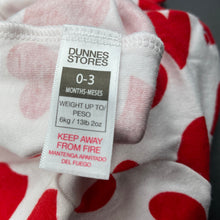 DUNNES
STORES
0-3
MONTHS-MESES
WEIGHT UP TO/
PESO
6kg / 13lb 2oz
KEEP AWAY
FROM FIRE
MANTENGA APARTADO
DEL FUEGO